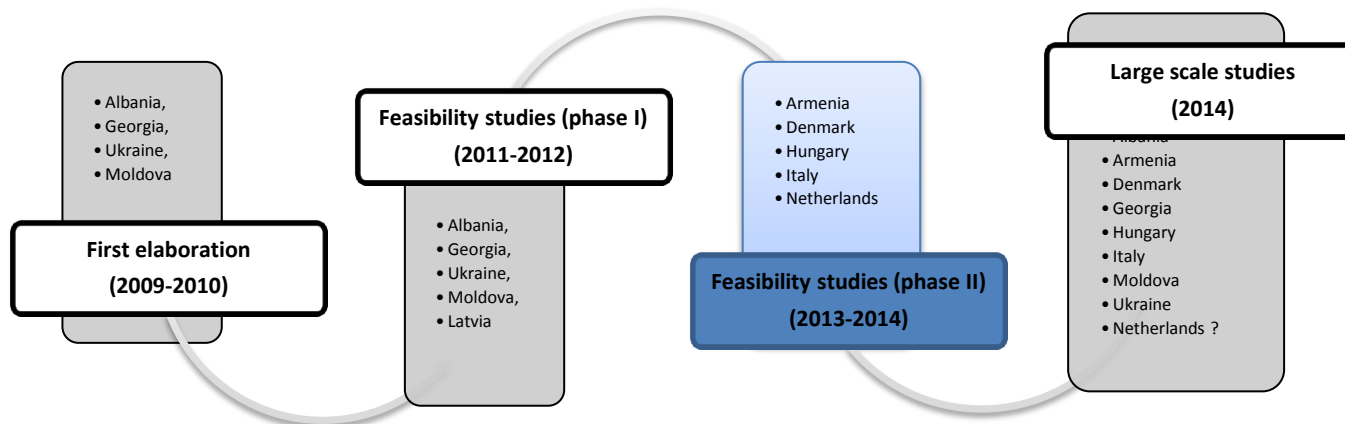 • Albania,
• Georgia,
• Ukraine,
• Moldova
First elaboration
(2009-2010)
Feasibility studies (phase I)
(2011-2012)
• Albania,
• Georgia,
• Ukraine,
• Moldova,
• Latvia
• Armenia
• Denmark
• Hungary
• Italy
• Netherlands
Feasibility studies (phase II)
(2013-2014)
Large scale studies
(2014)
• Albania
• Armenia
• Denmark
• Georgia
• Hungary
• Italy
• Moldova
• Ukraine
• Netherlands ?